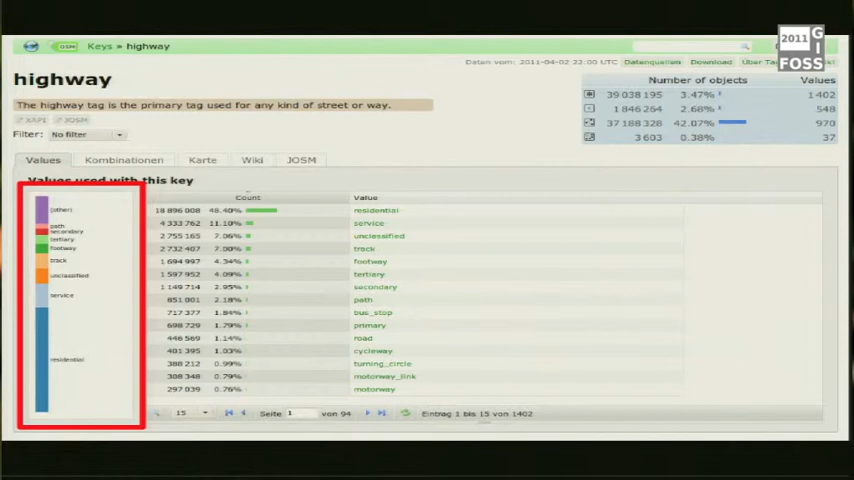 2011
GI
FOSS
OSM Keys » highway
Daten vom: 2011-04-02 22:00 UTC Datenquellen Download Über
highway
The highway tag is the primary tag used for any kind of street or way.
XAPI JOSM
Filter: No filter
Number of objects Values
39 038 195 3.47% 1 402
1 846 264 2.68% 548
37 188 328 42.07% 970
3 603 0.38% 37
Values Kombinationen Karte Wiki JOSM
Values used with this key
(other)
path
secondary
tertiary
footway
track
unclassified
service
residential
Count Value
18 896 008 48.40% residential
4 333 762 11.10% service
2 755 165 7.06% unclassified
2 732 407 7.00% track
1 694 997 4.34% footway
1 597 952 4.09% tertiary
1 149 714 2.95% secondary
851 001 2.18% path
717 377 1.84% bus_stop
698 729 1.79% primary
446 569 1.14% road
401 395 1.03% cycleway
388 212 0.99% turning_circle
308 348 0.79% motorway_link
297 039 0.76% motorway
15 Seite 1 von 94 Eintrag 1 bis 15 von 1402